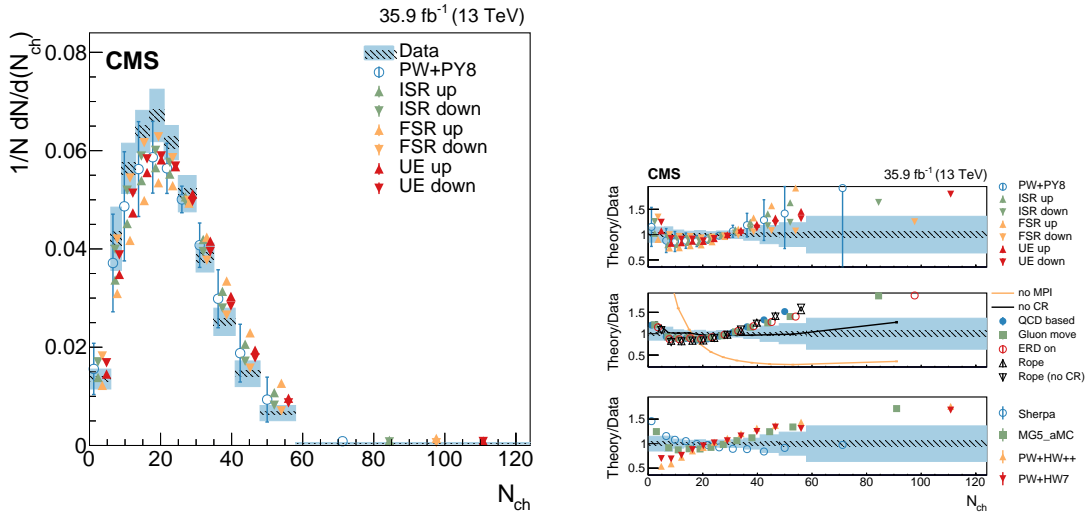 35.9 fb⁻¹ (13 TeV)
CMS
1/N dN/d(N_ch)
0.08
0.06
0.04
0.02
0
Data
PW+PY8
ISR up
ISR down
FSR up
FSR down
UE up
UE down
0 20 40 60 80 100 120
N_ch
CMS 35.9 fb⁻¹ (13 TeV)
Theory/Data
1.5
1
0.5
PW+PY8
ISR up
ISR down
FSR up
FSR down
UE up
UE down
Theory/Data
1.5
1
0.5
no MPI
no CR
QCD based
Gluon move
ERD on
Rope
Rope (no CR)
Theory/Data
1.5
1
0.5
Sherpa
MG5_aMC
PW+HW++
PW+HW7
0 20 40 60 80 100 120
N_ch